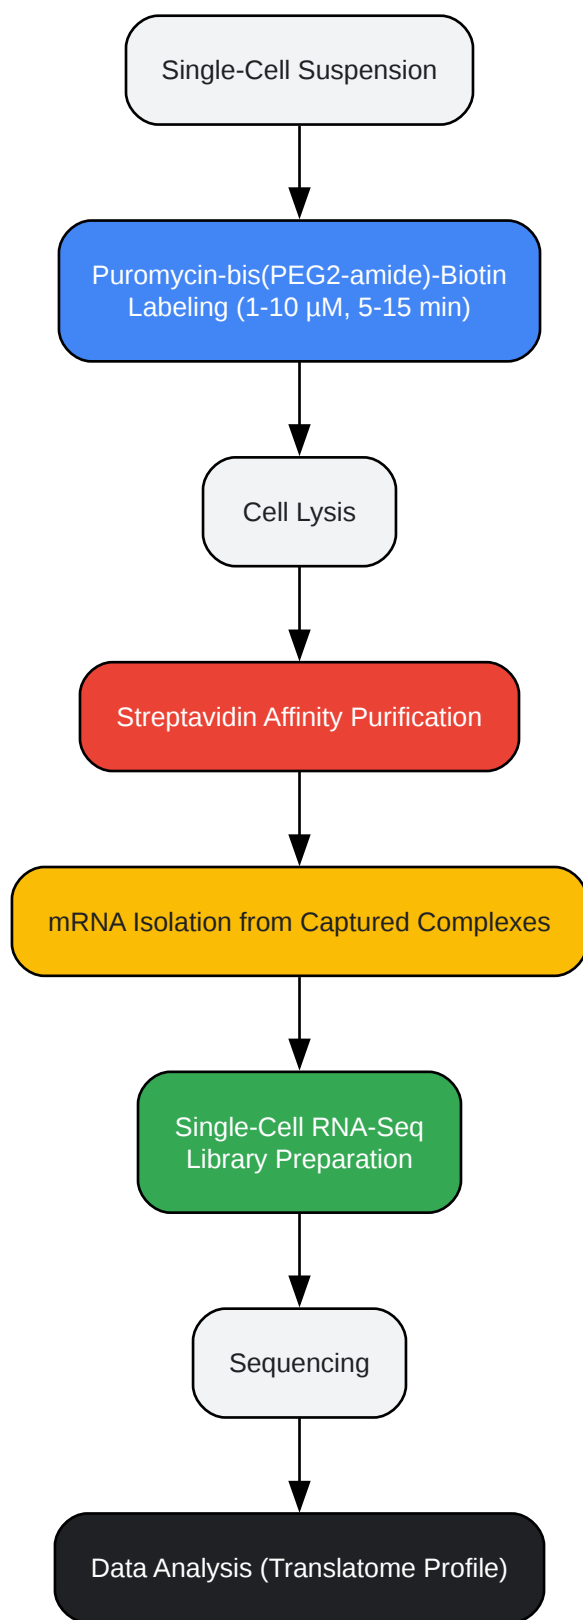 Single-Cell Suspension
Puromycin-bis(PEG2-amide)-Biotin
Labeling (1-10 µM, 5-15 min)
Cell Lysis
Streptavidin Affinity Purification
mRNA Isolation from Captured Complexes
Single-Cell RNA-Seq
Library Preparation
Sequencing
Data Analysis (Translatome Profile)